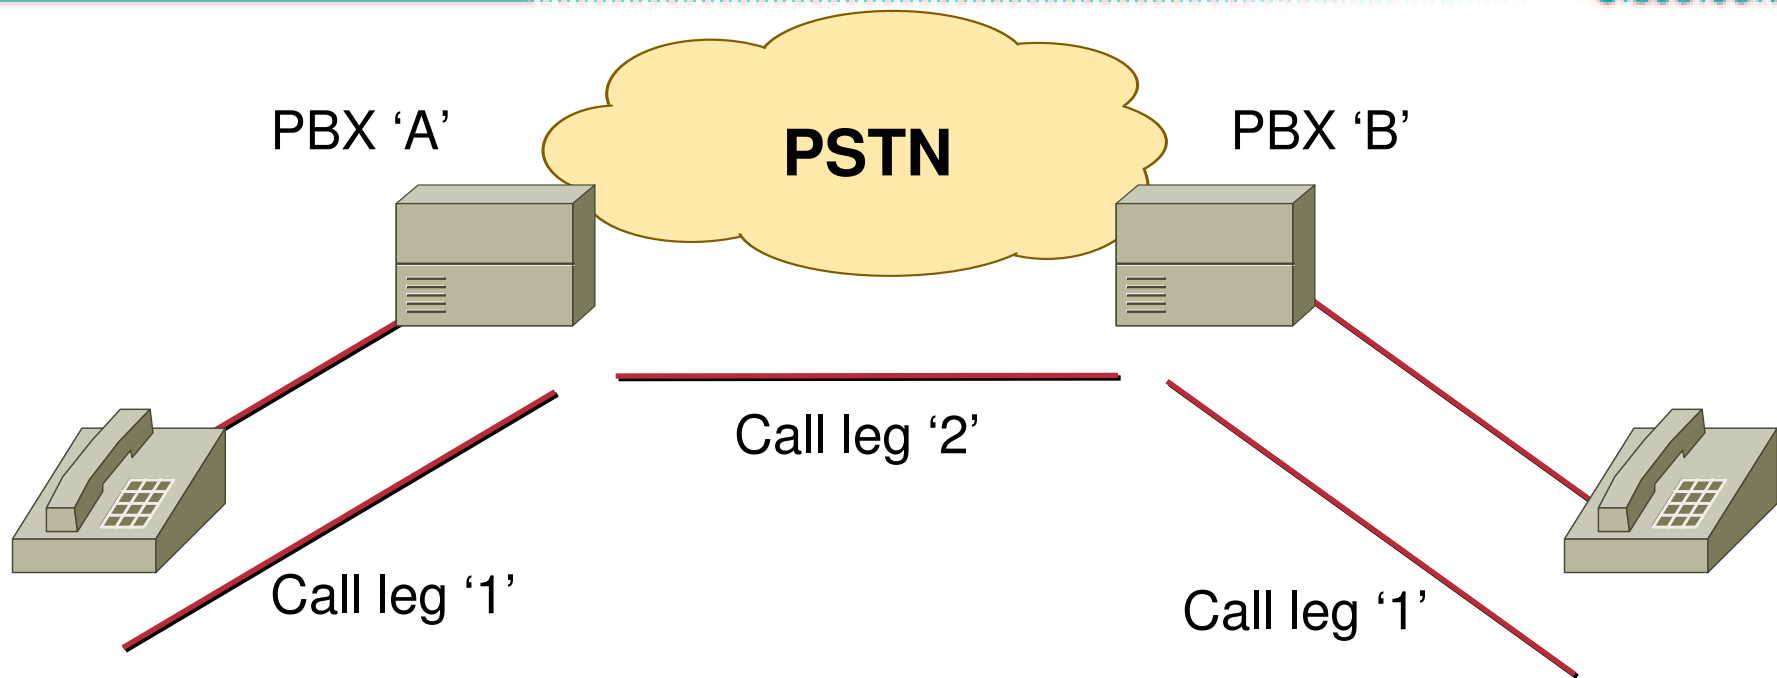 PBX ‘A’
PSTN
PBX ‘B’
Call leg ‘2’
Call leg ‘1’
Call leg ‘1’